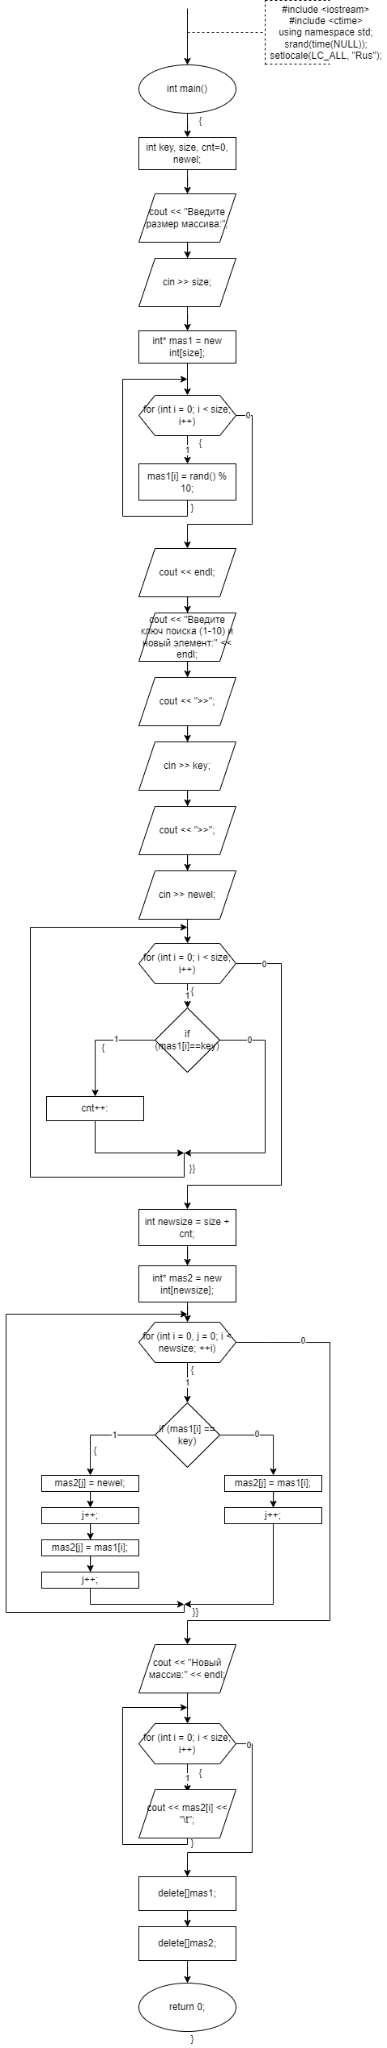 #include <iostream>
#include <ctime>
using namespace std;
srand(time(NULL));
setlocale(LC_ALL, "Rus");
int main()
{
int key, size, cnt=0,
newel;
cout << "Введите
размер массива:";
cin >> size;
int* mas1 = new
int[size];
for (int i = 0; i < size;
i++)
0
{
1
mas1[i] = rand() %
10;
}
cout << endl;
cout << "Введите
ключ поиска (1-10) и
новый элемент:" <<
endl;
cout << ">>";
cin >> key;
cout << ">>";
cin >> newel;
for (int i = 0; i < size;
i++)
0
{
1
if
(mas1[i]==key)
1
0
{
cnt++:
}}
int newsize = size +
cnt;
int* mas2 = new
int[newsize];
for (int i = 0, j = 0; i <
newsize; ++i)
0
{
1
if (mas1[i] ==
key)
1
0
{
mas2[j] = newel;
mas2[j] = mas1[i];
j++;
j++;
mas2[j] = mas1[i];
j++;
}}
cout << "Новый
массив:" << endl;
for (int i = 0; i < size;
i++)
0
{
1
cout << mas2[i] <<
"\t";
}
delete[]mas1;
delete[]mas2;
return 0;
}